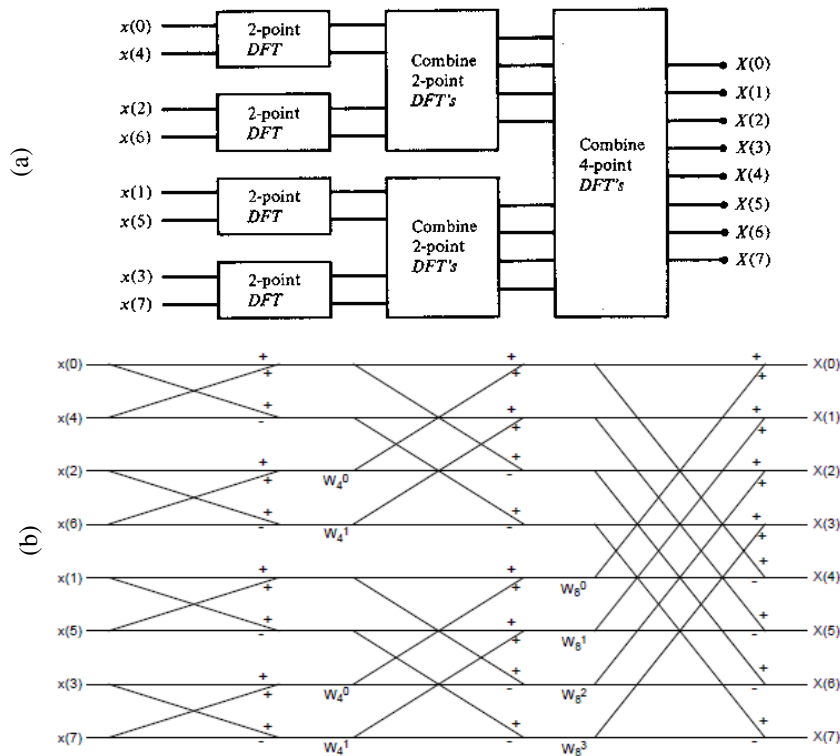 (a)
x(0)
x(4)
2-point
DFT
x(2)
x(6)
2-point
DFT
x(1)
x(5)
2-point
DFT
x(3)
x(7)
2-point
DFT
Combine
2-point
DFT's
Combine
2-point
DFT's
Combine
4-point
DFT's
X(0)
X(1)
X(2)
X(3)
X(4)
X(5)
X(6)
X(7)
(b)
x(0) + + + X(0)
+ + +
x(4) + - + X(1)
+ +
x(2) + W₄⁰ + - X(2)
+ +
x(6) + - W₄¹ + - X(3)
+
x(1) + + W₈⁰ + - X(4)
+ +
x(5) + - + W₈¹ + - X(5)
+
x(3) + W₄⁰ + - W₈² + - X(6)
+
x(7) + - W₄¹ + - W₈³ + - X(7)